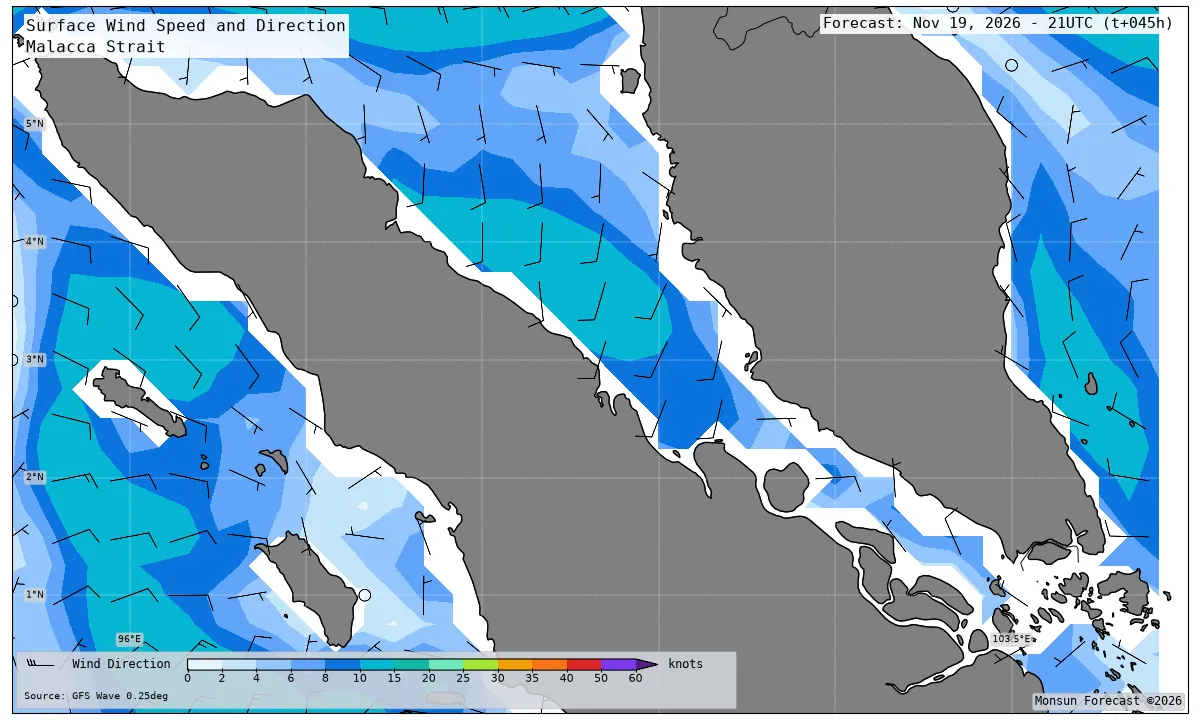 Surface Wind Speed and Direction
Malacca Strait
Forecast: Nov 19, 2026 - 21UTC (t+045h)
5°N
4°N
3°N
2°N
1°N
96°E
103.5°E
Wind Direction
0 2 4 6 8 10 15 20 25 30 35 40 50 60
knots
Source: GFS Wave 0.25deg
Monsun Forecast ©2026